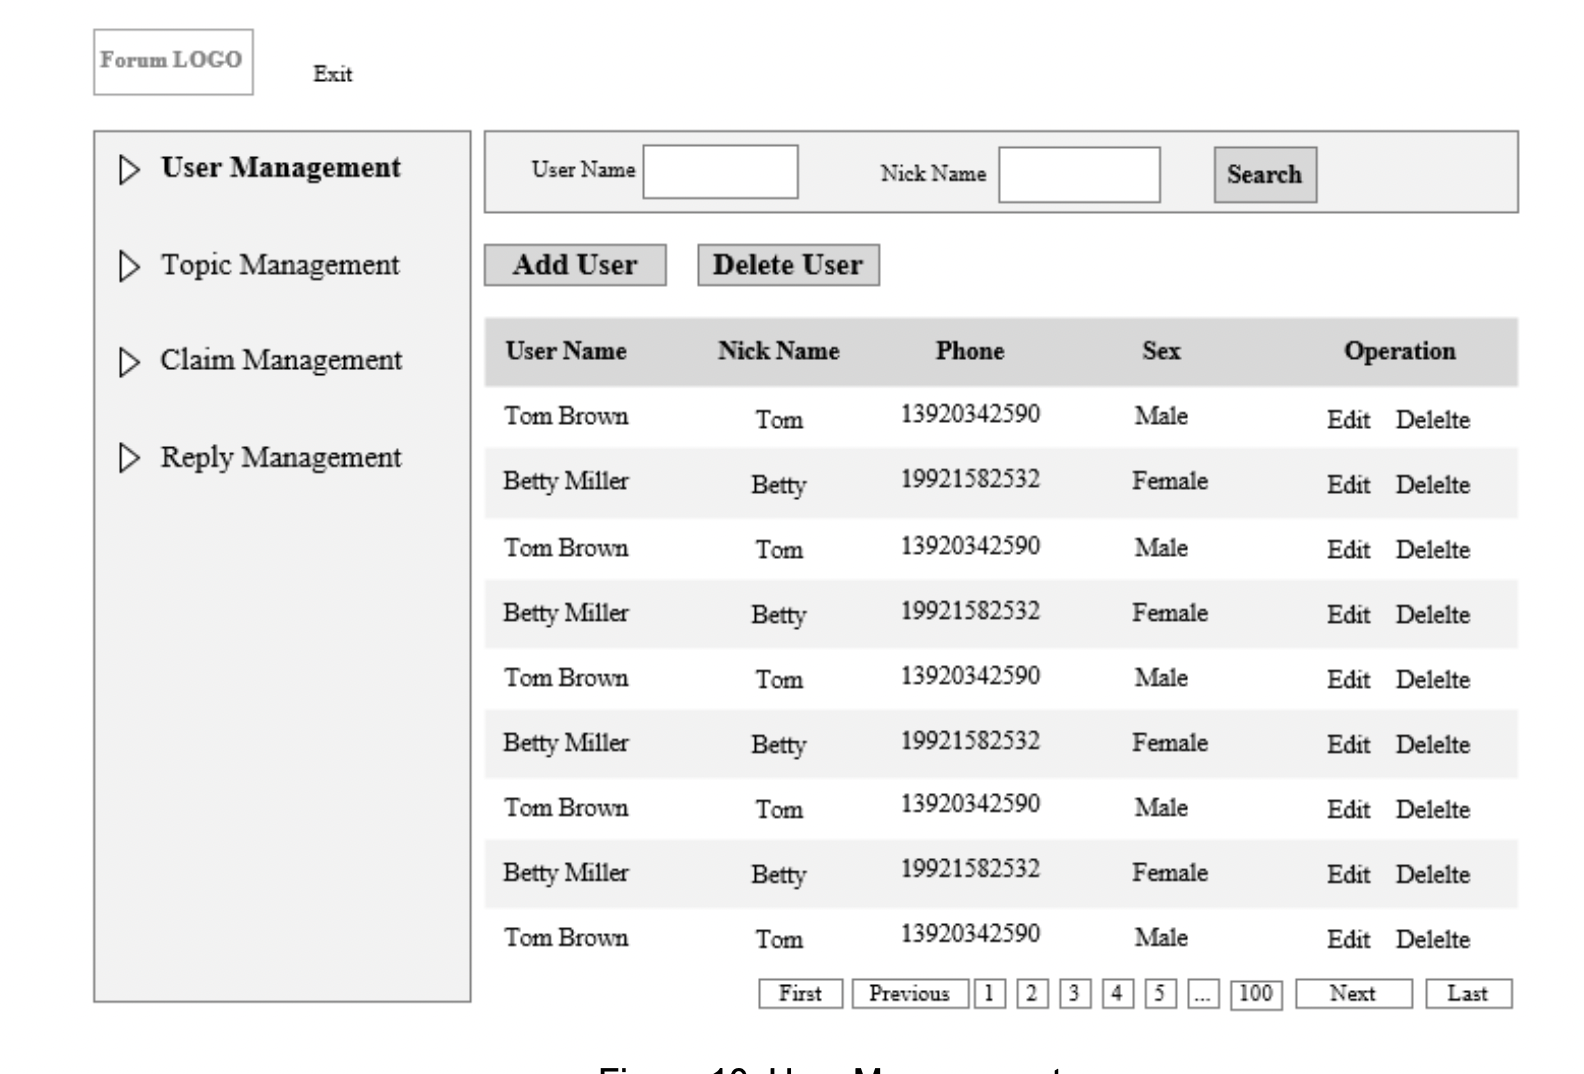 Forum LOGO
Exit
User Management
Topic Management
Claim Management
Reply Management
User Name Nick Name Search
Add User Delete User
User Name Nick Name Phone Sex Operation
Tom Brown Tom 13920342590 Male Edit Delelte
Betty Miller Betty 19921582532 Female Edit Delelte
Tom Brown Tom 13920342590 Male Edit Delelte
Betty Miller Betty 19921582532 Female Edit Delelte
Tom Brown Tom 13920342590 Male Edit Delelte
Betty Miller Betty 19921582532 Female Edit Delelte
Tom Brown Tom 13920342590 Male Edit Delelte
Betty Miller Betty 19921582532 Female Edit Delelte
Tom Brown Tom 13920342590 Male Edit Delelte
First Previous 1 2 3 4 5 ... 100 Next Last